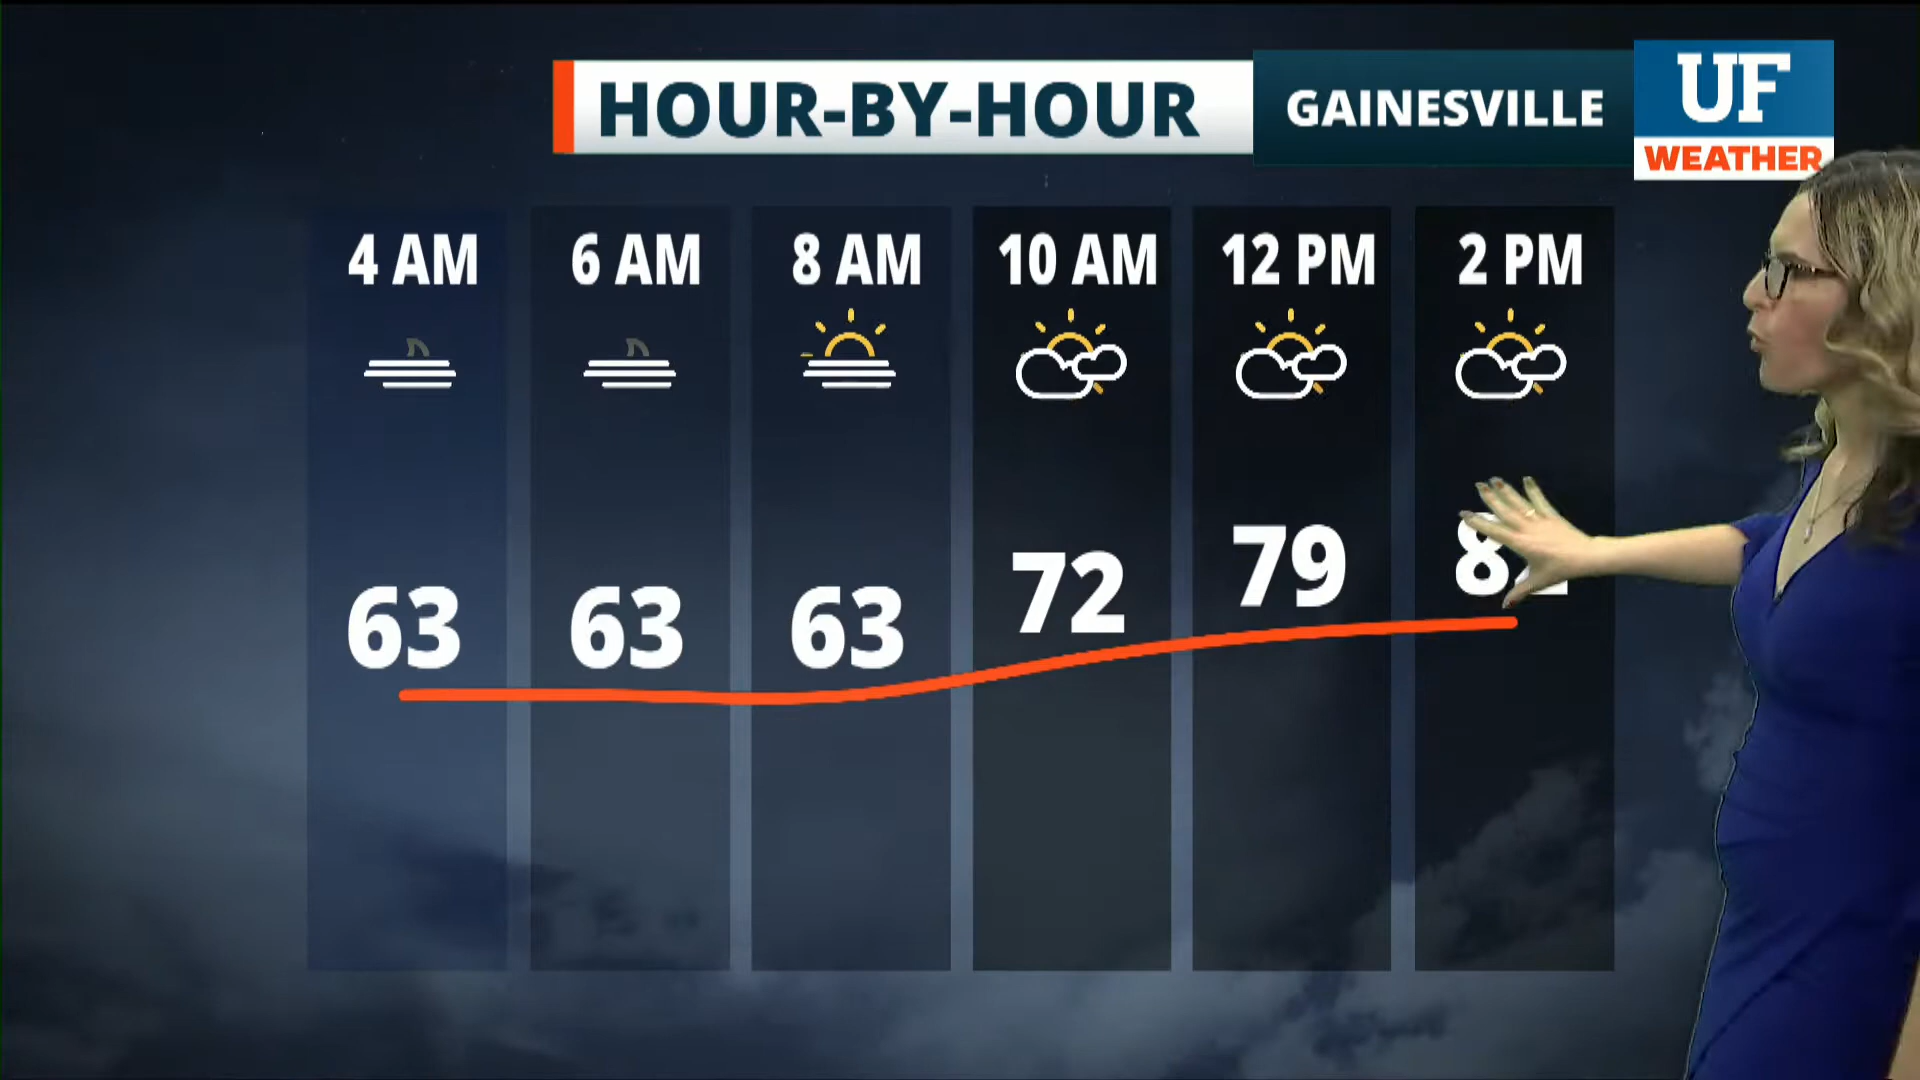 HOUR-BY-HOUR
GAINESVILLE
UF
WEATHER
4 AM 6 AM 8 AM 10 AM 12 PM 2 PM
63 63 63 72 79